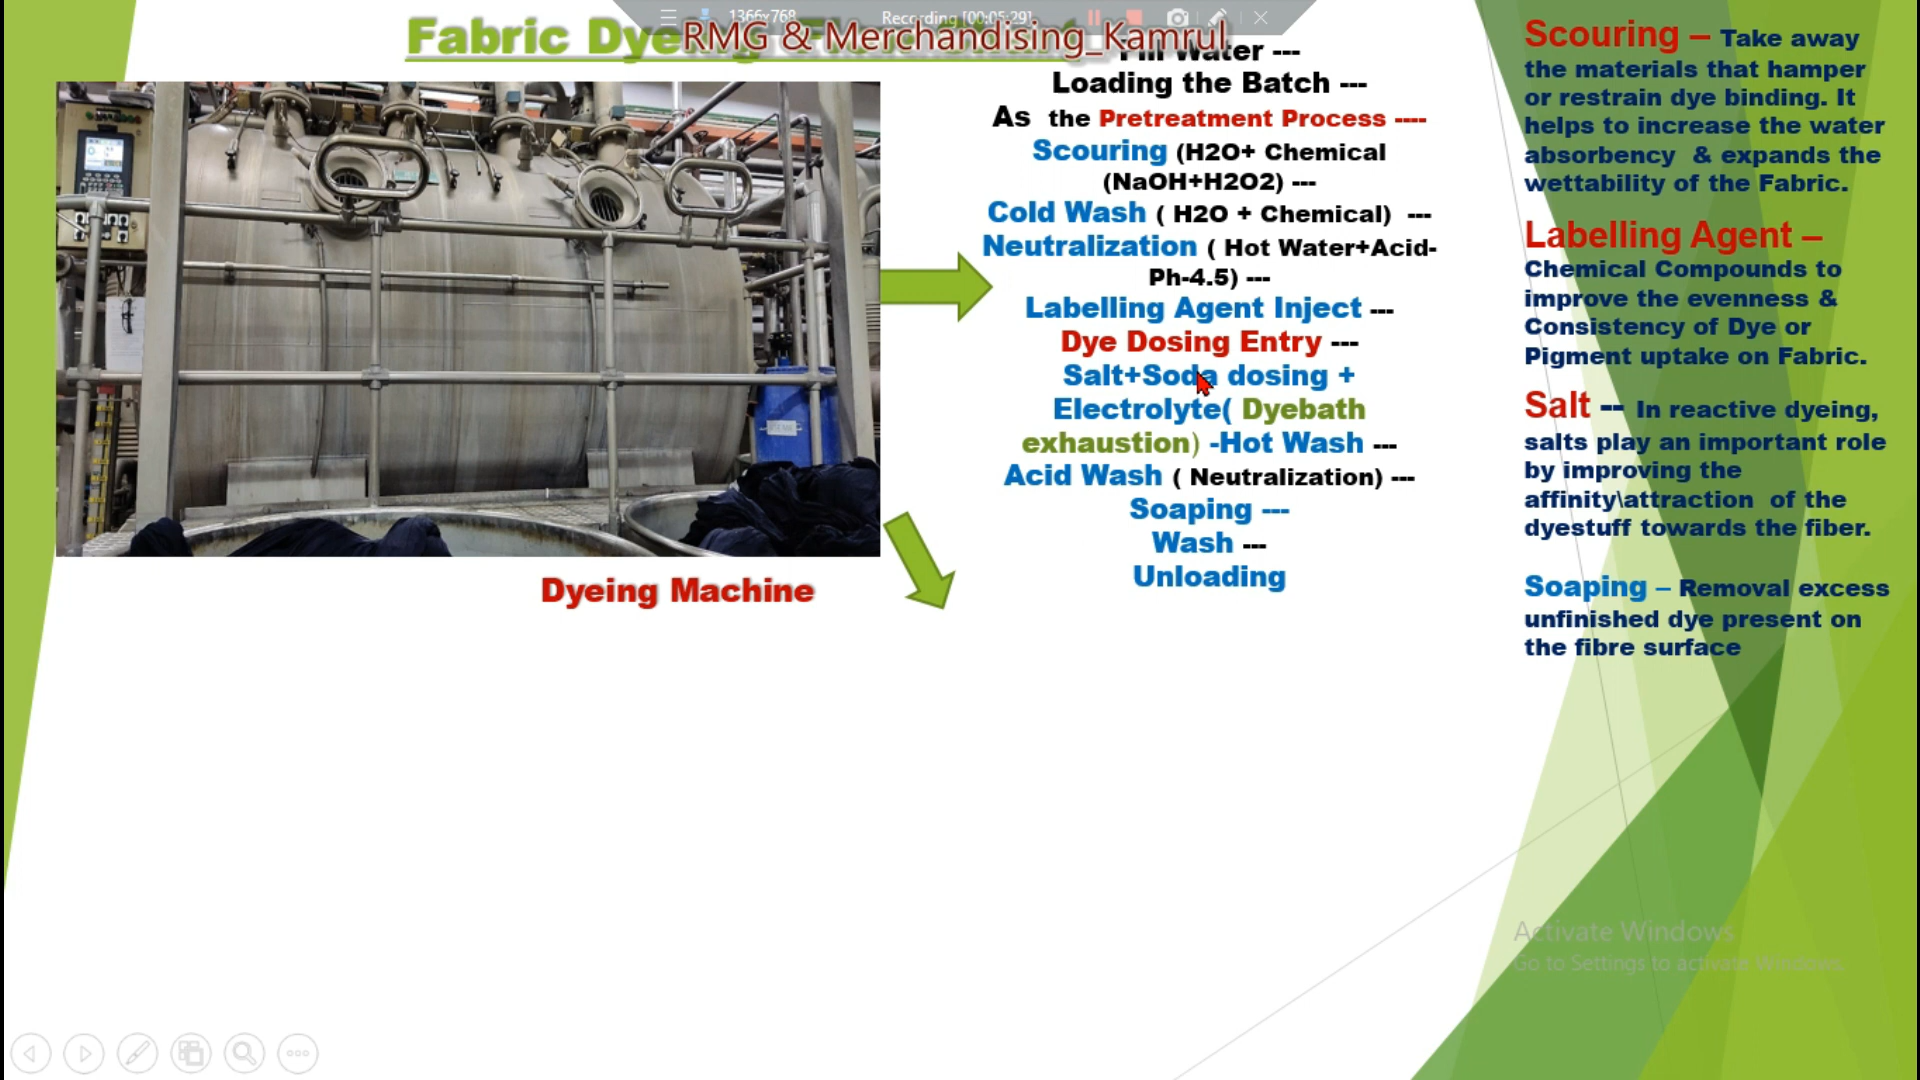 1366x768 Recording [00:05:29]
Fabric
RMG & Merchandising_Kamrul
Fill Water ---
Loading the Batch ---
As the Pretreatment Process ----
Scouring (H2O+ Chemical
(NaOH+H2O2) ---
Cold Wash ( H2O + Chemical) ---
Neutralization ( Hot Water+Acid-
Ph-4.5) ---
Labelling Agent Inject ---
Dye Dosing Entry ---
Salt+Soda dosing +
Electrolyte( Dyebath
exhaustion) -Hot Wash ---
Acid Wash ( Neutralization) ---
Soaping ---
Wash ---
Unloading
Dyeing Machine
Scouring – Take away
the materials that hamper
or restrain dye binding. It
helps to increase the water
absorbency & expands the
wettability of the Fabric.
Labelling Agent –
Chemical Compounds to
improve the evenness &
Consistency of Dye or
Pigment uptake on Fabric.
Salt -- In reactive dyeing,
salts play an important role
by improving the
affinity\attraction of the
dyestuff towards the fiber.
Soaping – Removal excess
unfinished dye present on
the fibre surface
Activate Windows
Go to Settings to activate Windows.